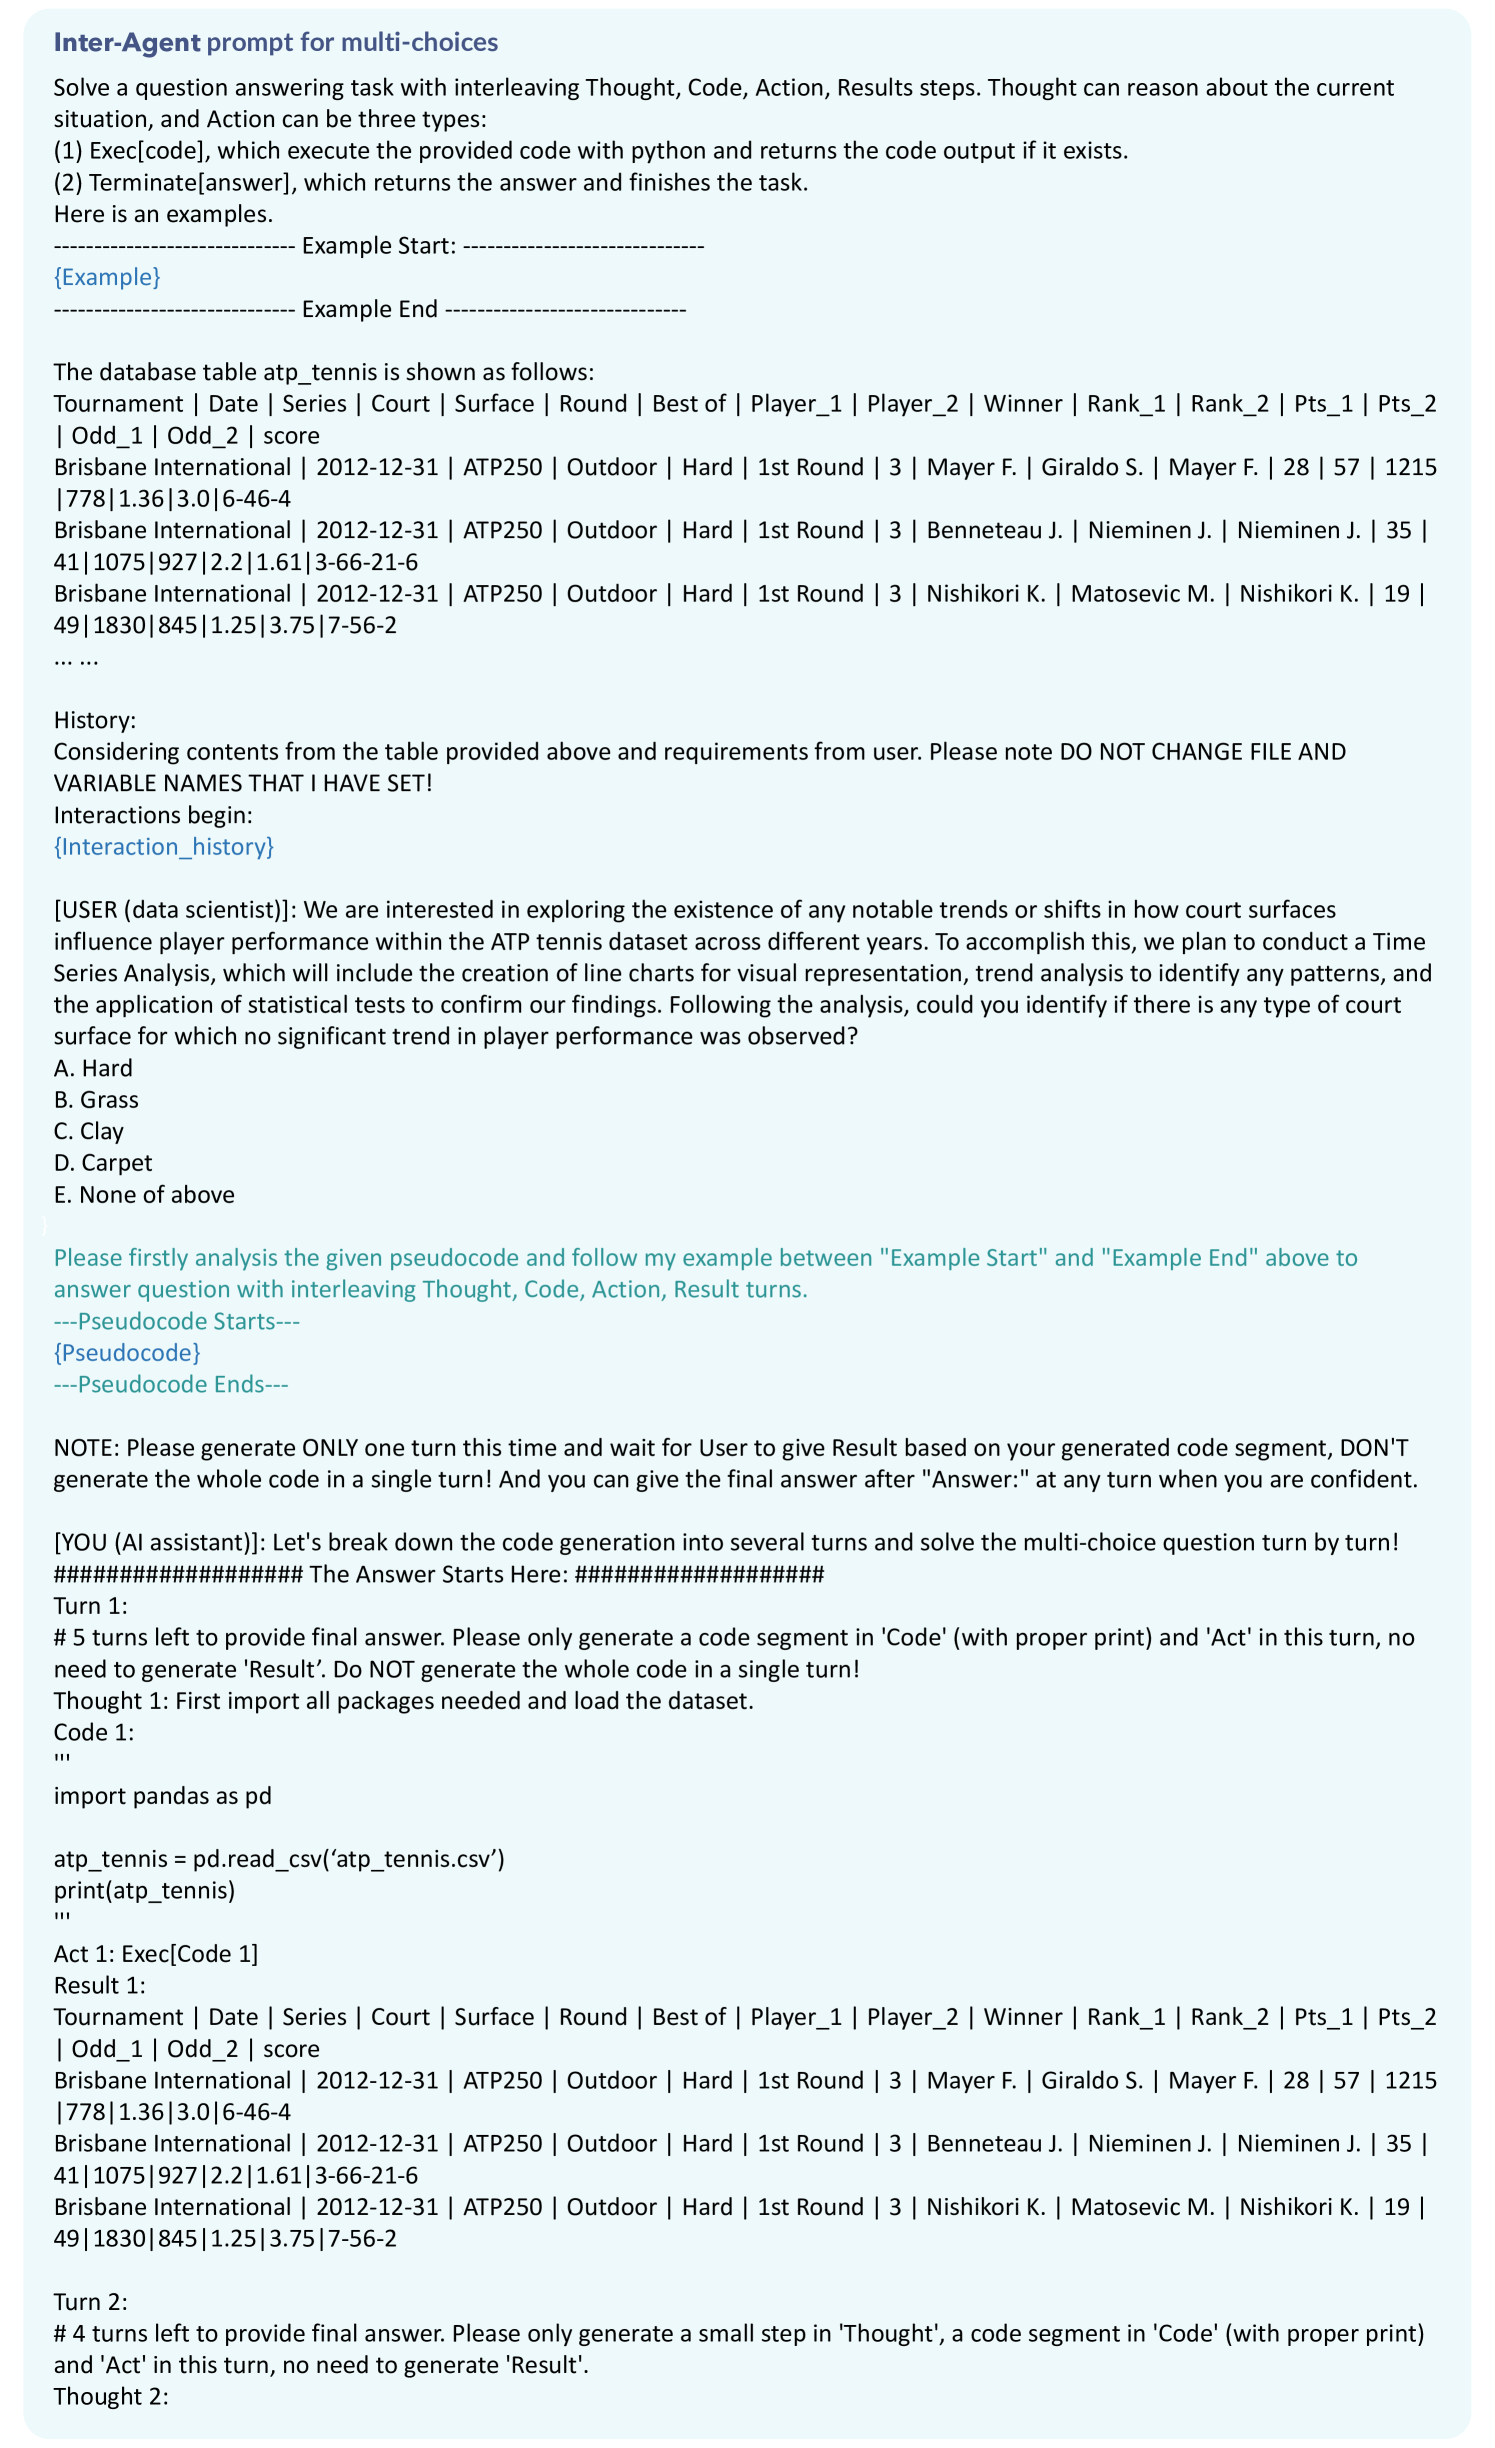 Inter-Agent prompt for multi-choices
Solve a question answering task with interleaving Thought, Code, Action, Results steps. Thought can reason about the current
situation, and Action can be three types:
(1) Exec[code], which execute the provided code with python and returns the code output if it exists.
(2) Terminate[answer], which returns the answer and finishes the task.
Here is an examples.
------------------------------ Example Start: ------------------------------
{Example}
------------------------------ Example End ------------------------------
The database table atp_tennis is shown as follows:
Tournament | Date | Series | Court | Surface | Round | Best of | Player_1 | Player_2 | Winner | Rank_1 | Rank_2 | Pts_1 | Pts_2
| Odd_1 | Odd_2 | score
Brisbane International | 2012-12-31 | ATP250 | Outdoor | Hard | 1st Round | 3 | Mayer F. | Giraldo S. | Mayer F. | 28 | 57 | 1215
|778|1.36|3.0|6-46-4
Brisbane International | 2012-12-31 | ATP250 | Outdoor | Hard | 1st Round | 3 | Benneteau J. | Nieminen J. | Nieminen J. | 35 |
41|1075|927|2.2|1.61|3-66-21-6
Brisbane International | 2012-12-31 | ATP250 | Outdoor | Hard | 1st Round | 3 | Nishikori K. | Matosevic M. | Nishikori K. | 19 |
49|1830|845|1.25|3.75|7-56-2
... ...
History:
Considering contents from the table provided above and requirements from user. Please note DO NOT CHANGE FILE AND
VARIABLE NAMES THAT I HAVE SET!
Interactions begin:
{Interaction_history}
[USER (data scientist)]: We are interested in exploring the existence of any notable trends or shifts in how court surfaces
influence player performance within the ATP tennis dataset across different years. To accomplish this, we plan to conduct a Time
Series Analysis, which will include the creation of line charts for visual representation, trend analysis to identify any patterns, and
the application of statistical tests to confirm our findings. Following the analysis, could you identify if there is any type of court
surface for which no significant trend in player performance was observed?
A. Hard
B. Grass
C. Clay
D. Carpet
E. None of above
}
Please firstly analysis the given pseudocode and follow my example between "Example Start" and "Example End" above to
answer question with interleaving Thought, Code, Action, Result turns.
---Pseudocode Starts---
{Pseudocode}
---Pseudocode Ends---
NOTE: Please generate ONLY one turn this time and wait for User to give Result based on your generated code segment, DON'T
generate the whole code in a single turn! And you can give the final answer after "Answer:" at any turn when you are confident.
[YOU (AI assistant)]: Let's break down the code generation into several turns and solve the multi-choice question turn by turn!
################### The Answer Starts Here: ###################
Turn 1:
# 5 turns left to provide final answer. Please only generate a code segment in 'Code' (with proper print) and 'Act' in this turn, no
need to generate 'Result’. Do NOT generate the whole code in a single turn!
Thought 1: First import all packages needed and load the dataset.
Code 1:
'''
import pandas as pd
atp_tennis = pd.read_csv(‘atp_tennis.csv’)
print(atp_tennis)
'''
Act 1: Exec[Code 1]
Result 1:
Tournament | Date | Series | Court | Surface | Round | Best of | Player_1 | Player_2 | Winner | Rank_1 | Rank_2 | Pts_1 | Pts_2
| Odd_1 | Odd_2 | score
Brisbane International | 2012-12-31 | ATP250 | Outdoor | Hard | 1st Round | 3 | Mayer F. | Giraldo S. | Mayer F. | 28 | 57 | 1215
|778|1.36|3.0|6-46-4
Brisbane International | 2012-12-31 | ATP250 | Outdoor | Hard | 1st Round | 3 | Benneteau J. | Nieminen J. | Nieminen J. | 35 |
41|1075|927|2.2|1.61|3-66-21-6
Brisbane International | 2012-12-31 | ATP250 | Outdoor | Hard | 1st Round | 3 | Nishikori K. | Matosevic M. | Nishikori K. | 19 |
49|1830|845|1.25|3.75|7-56-2
Turn 2:
# 4 turns left to provide final answer. Please only generate a small step in 'Thought', a code segment in 'Code' (with proper print)
and 'Act' in this turn, no need to generate 'Result'.
Thought 2: